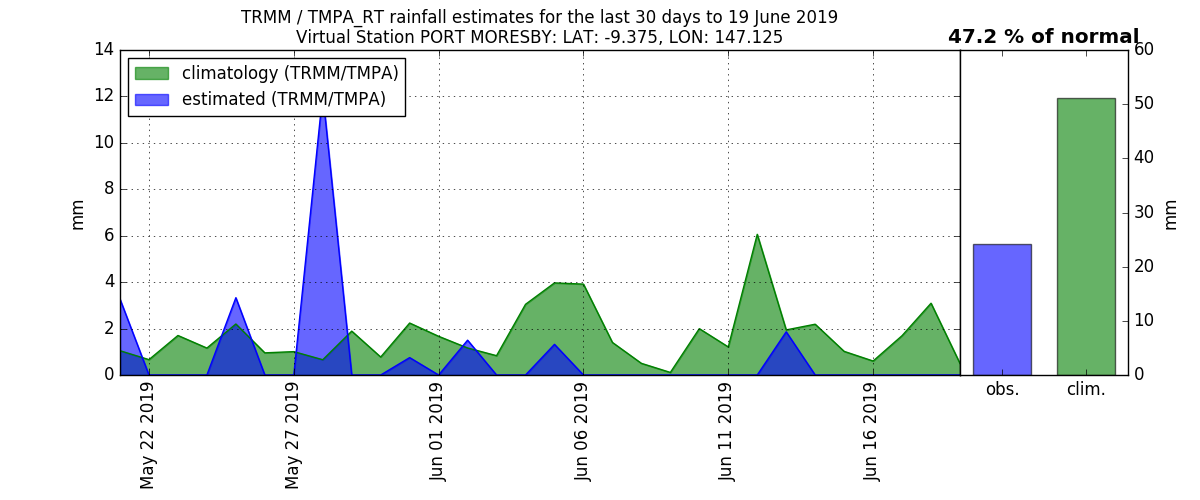 TRMM / TMPA_RT rainfall estimates for the last 30 days to 19 June 2019
Virtual Station PORT MORESBY: LAT: -9.375, LON: 147.125
47.2 % of normal
climatology (TRMM/TMPA)
estimated (TRMM/TMPA)
14
12
10
8
6
4
2
0
mm
May 22 2019
May 27 2019
Jun 01 2019
Jun 06 2019
Jun 11 2019
Jun 16 2019
60
50
40
30
20
10
0
mm
obs.
clim.